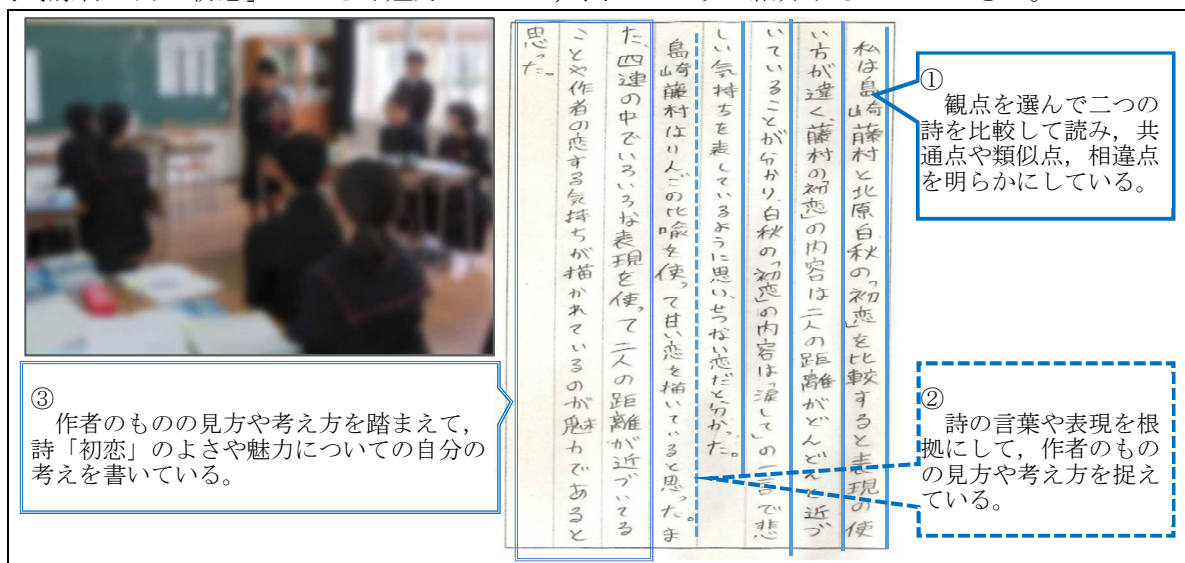 私は島崎藤村と北原白秋の「初恋」を比較すると表現の使
い方が違く、藤村の「初恋」の内容は二人の距離がどんどんと近づ
いていることが分かり、白秋の「初恋」の内容は「涙して」の一言で悲
しい気持ちを表しているように思い、せつない恋だと分かった。
島崎藤村はりんごの比喩を使って甘い恋を描いていると思った。ま
た、四連の中でいろいろな表現を使って二人の距離が近づいてる
ことや作者の恋する気持ちが描かれているのが魅力であると
思った。
①
観点を選んで二つの
詩を比較して読み，共
通点や類似点，相違点
を明らかにしている。
②
詩の言葉や表現を根
拠にして，作者のもの
の見方や考え方を捉え
ている。
③
作者のものの見方や考え方を踏まえて，
詩「初恋」のよさや魅力についての自分の
考えを書いている。